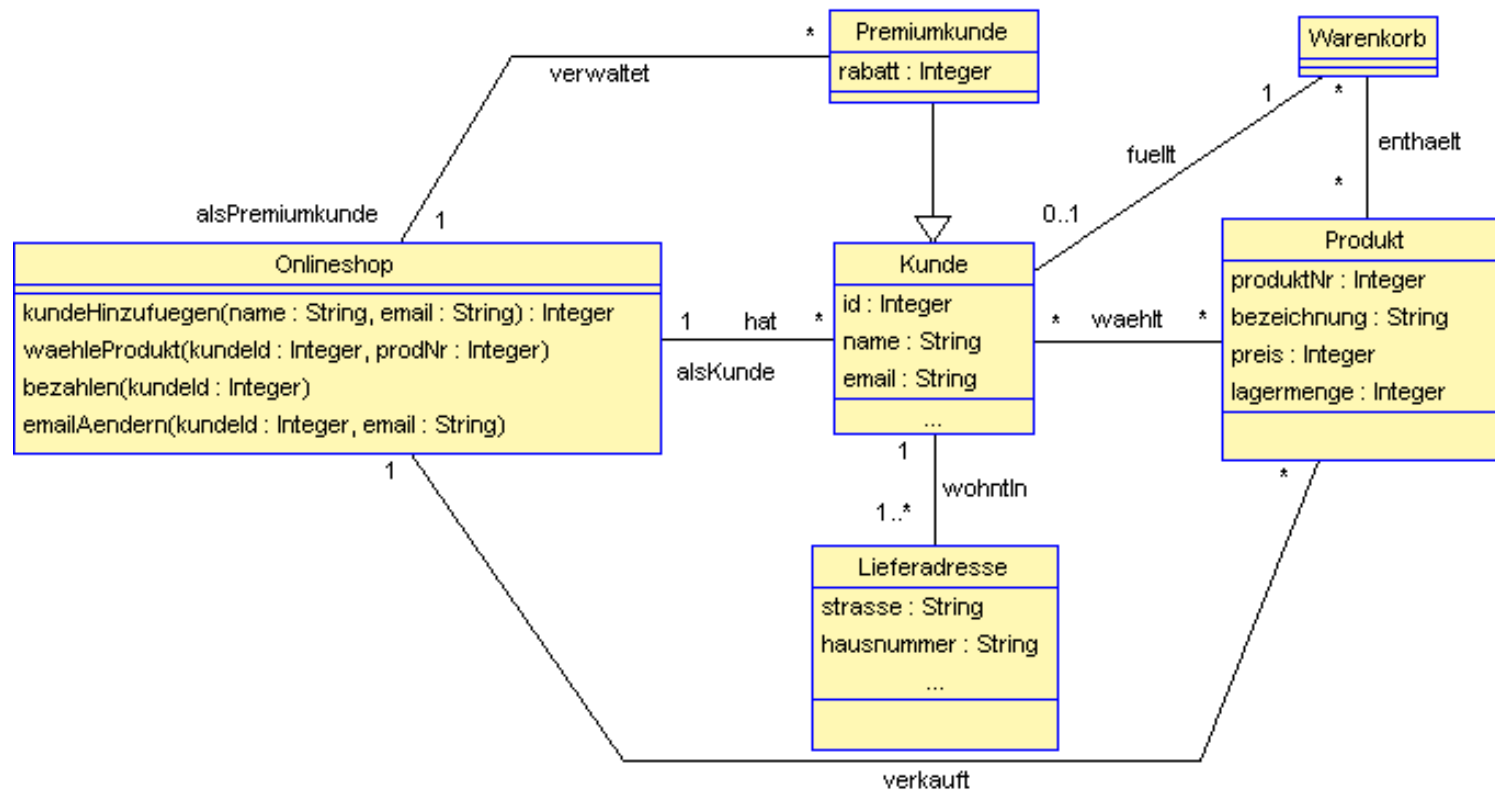 Premiumkunde
rabatt : Integer
Warenkorb
*
verwaltet
1
*
fuellt
enthaelt
*
alsPremiumkunde
1
0..1
Onlineshop
kundeHinzufuegen(name : String, email : String) : Integer
waehleProdukt(kundeId : Integer, prodNr : Integer)
bezahlen(kundeId : Integer)
emailAendern(kundeId : Integer, email : String)
1
hat
*
alsKunde
Kunde
id : Integer
name : String
email : String
...
*
waehlt
*
Produkt
produktNr : Integer
bezeichnung : String
preis : Integer
lagermenge : Integer
1
1
wohntIn
1..*
*
Lieferadresse
strasse : String
hausnummer : String
...
verkauft